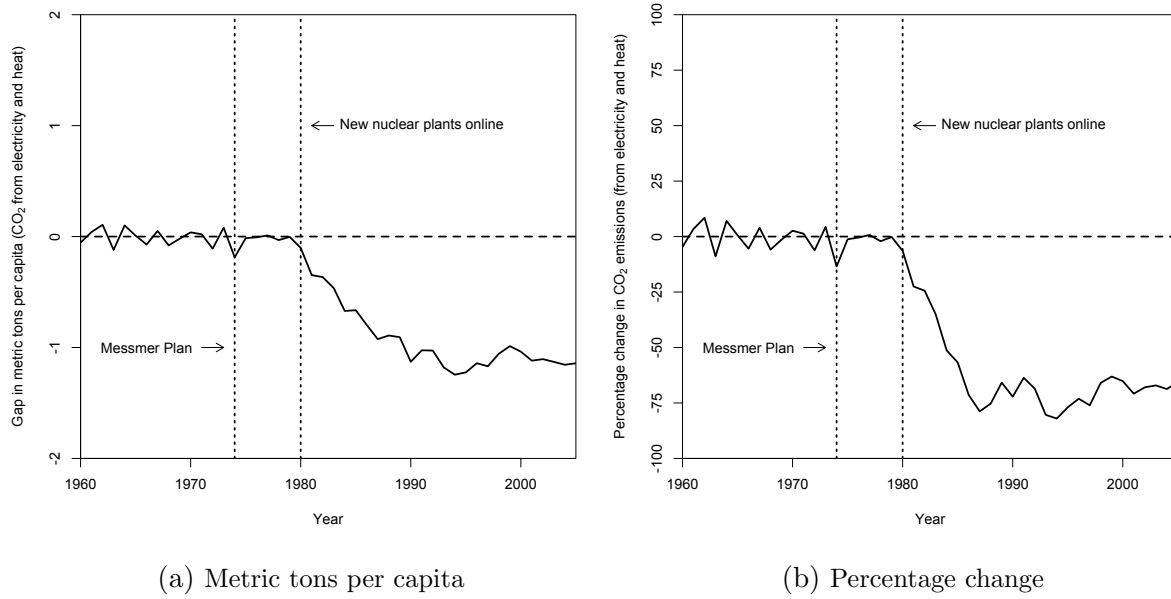 Gap in metric tons per capita (CO₂ from electricity and heat)
2
1
0
-1
-2
New nuclear plants online
Messmer Plan
1960 1970 1980 1990 2000
Year
(a) Metric tons per capita
Percentage change in CO₂ emissions (from electricity and heat)
100
75
50
25
0
-25
-50
-75
-100
New nuclear plants online
Messmer Plan
1960 1970 1980 1990 2000
Year
(b) Percentage change